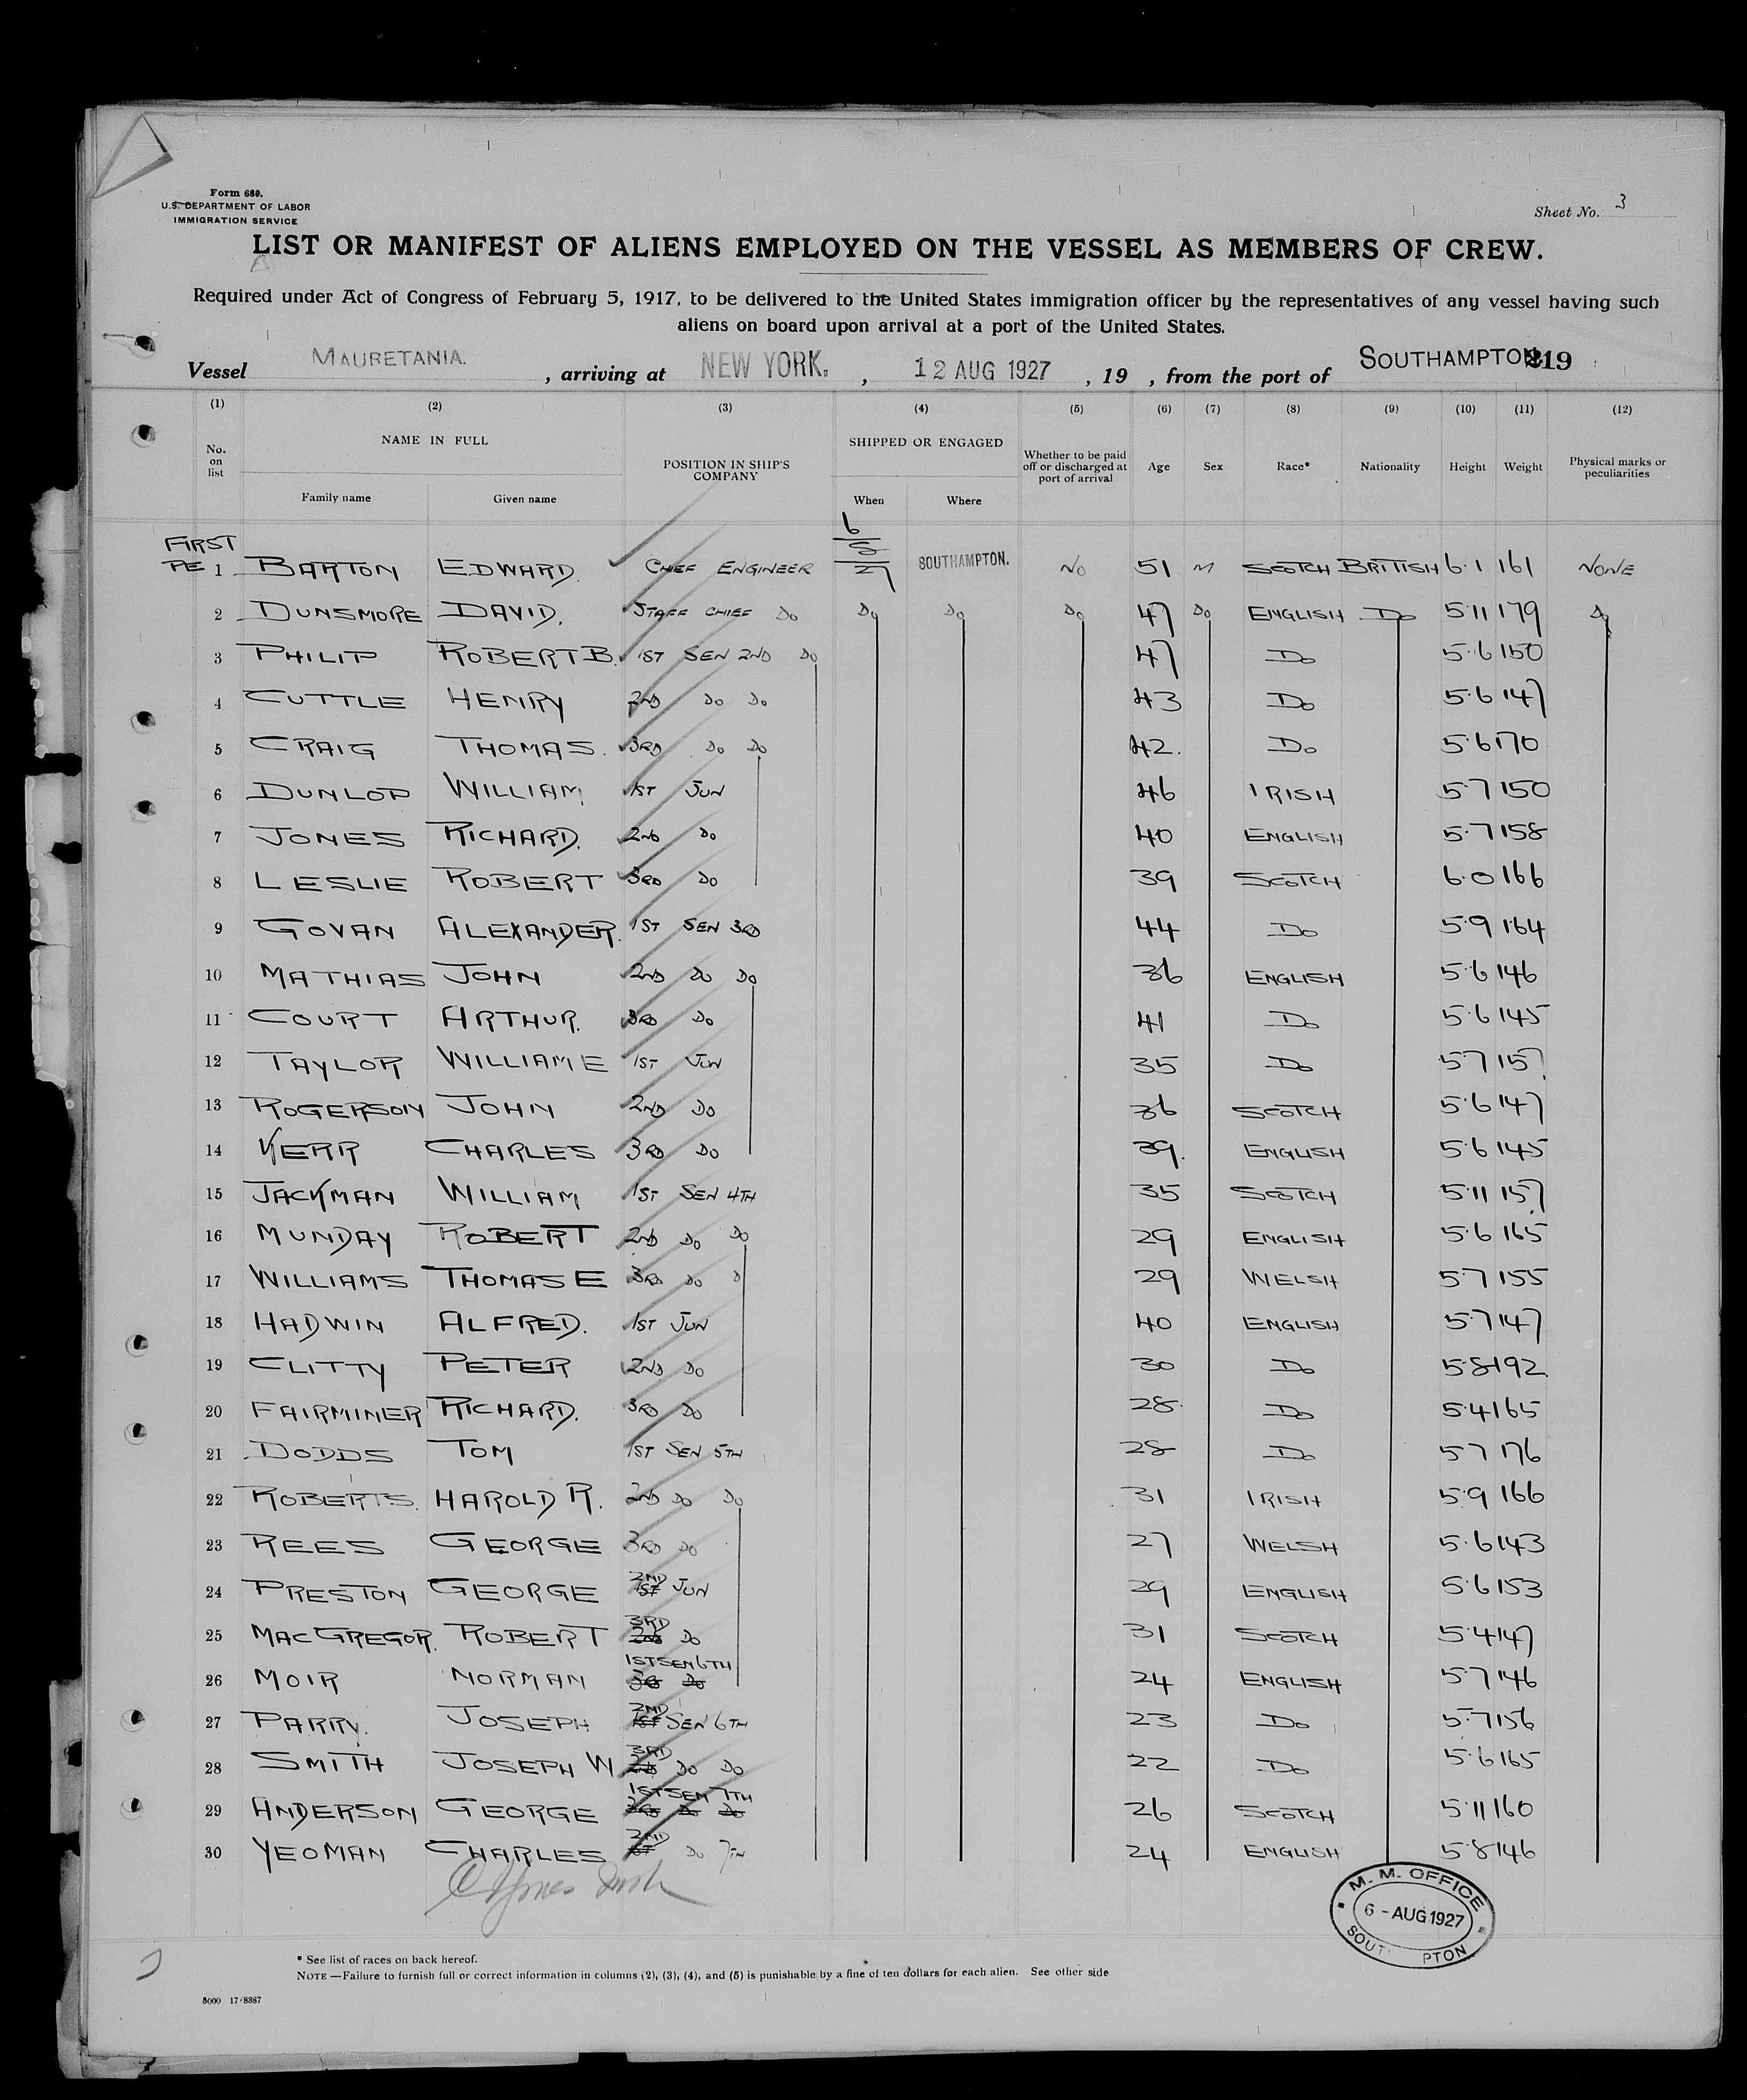 Form 689.
U.S. DEPARTMENT OF LABOR
IMMIGRATION SERVICE
Sheet No. 3
LIST OR MANIFEST OF ALIENS EMPLOYED ON THE VESSEL AS MEMBERS OF CREW.
Required under Act of Congress of February 5, 1917, to be delivered to the United States immigration officer by the representatives of any vessel having such
aliens on board upon arrival at a port of the United States.
Vessel MAURETANIA. , arriving at NEW YORK. , 12 AUG 1927 , 19 , from the port of SOUTHAMPTON 219
(1) (2) (3) (4) (5) (6) (7) (8) (9) (10) (11) (12)
No. on list NAME IN FULL Family name Given name POSITION IN SHIP'S COMPANY SHIPPED OR ENGAGED When Where Whether to be paid off or discharged at port of arrival Age Sex Race* Nationality Height Weight Physical marks or peculiarities
FIRST
PE 1 BARTON EDWARD. CHIEF ENGINEER 6/8/27 SOUTHAMPTON. NO 51 M SCOTCH BRITISH 6.1 161 NONE
2 DUNSMORE DAVID. STAFF CHIEF DO DO DO DO 47 DO ENGLISH DO 5.11 179 DO
3 PHILIP ROBERT B. 1ST SEN 2ND DO 47 DO 5.6 150
4 CUTTLE HENRY 2ND DO DO 43 DO 5.6 147
5 CRAIG THOMAS. 3RD DO DO 42. DO 5.6 170
6 DUNLOP WILLIAM 1ST JUN 46 IRISH 5.7 150
7 JONES RICHARD. 2ND DO 40 ENGLISH 5.7 158
8 LESLIE ROBERT 3RD DO 39 SCOTCH 6.0 166
9 GOVAN ALEXANDER. 1ST SEN 3RD 44 DO 5.9 164
10 MATHIAS JOHN 2ND DO DO 36 ENGLISH 5.6 146
11 COURT ARTHUR. 3RD DO 41 DO 5.6 145
12 TAYLOR WILLIAM E 1ST JUN 35 DO 5.7 157
13 ROGERSON JOHN 2ND DO 36 SCOTCH 5.6 147
14 KERR CHARLES 3RD DO 39. ENGLISH 5.6 145
15 JACKMAN WILLIAM 1ST SEN 4TH 35 SCOTCH 5.11 157
16 MUNDAY ROBERT 2ND DO DO 29 ENGLISH 5.6 165
17 WILLIAMS THOMAS E 3RD DO D 29 WELSH 5.7 155
18 HADWIN ALFRED. 1ST JUN 40 ENGLISH 5.7 147
19 CLITTY PETER 2ND DO 30 DO 5.8 192.
20 FAIRMINER RICHARD. 3RD DO 28. DO 5.4 165
21 DODDS TOM 1ST SEN 5TH 28 DO 5.7 176
22 ROBERTS. HAROLD R. 2ND DO DO 31 IRISH 5.9 166
23 REES GEORGE 3RD DO 27 WELSH 5.6 143
24 PRESTON GEORGE 2ND 1ST JUN 29 ENGLISH 5.6 153
25 MACGREGOR. ROBERT 3RD 2ND DO 31 SCOTCH 5.4 147
26 MOIR NORMAN 1ST SEN 6TH 3RD DO 24 ENGLISH 5.7 146
27 PARRY. JOSEPH 2ND 1ST SEN 6TH 23 DO 5.7 156
28 SMITH JOSEPH W 3RD 2ND DO DO 22 DO 5.6 165
29 ANDERSON GEORGE 1ST SEN 7TH 3RD DO DO 26 SCOTCH 5.11 160
30 YEOMAN CHARLES 2ND 1ST DO 7TH 24 ENGLISH 5.8 146
M. M. OFFICE
6 - AUG 1927
SOUT PTON
* See list of races on back hereof.
NOTE —Failure to furnish full or correct information in columns (2), (3), (4), and (5) is punishable by a fine of ten dollars for each alien. See other side
5000 17/8387